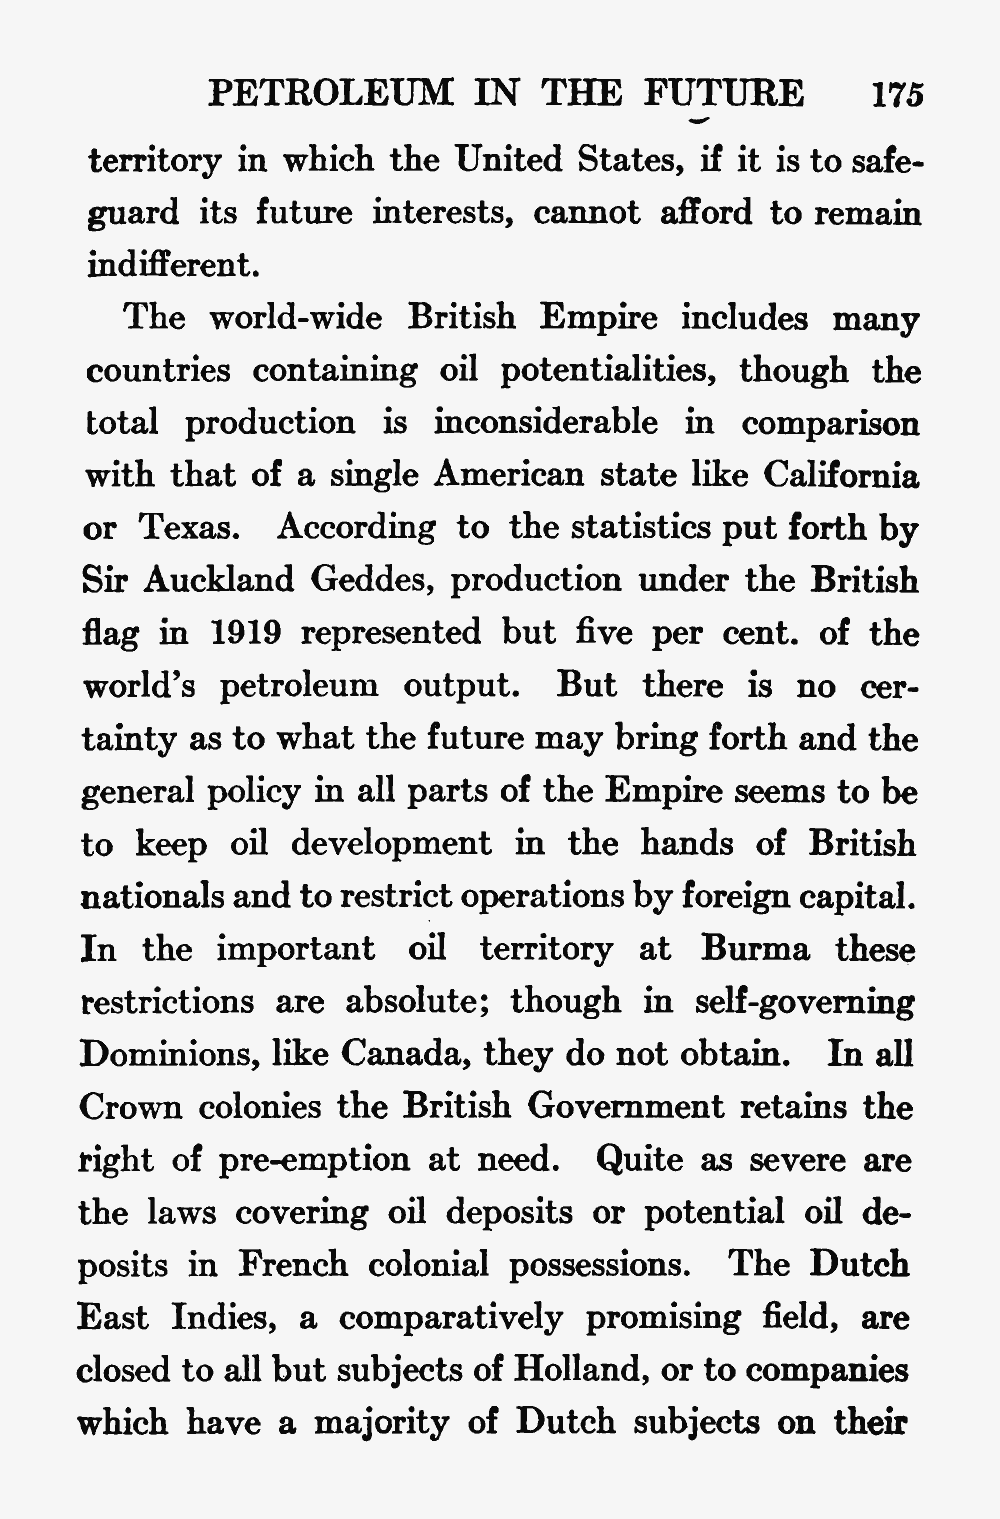 PETROLEUM IN THE FUTURE 175
territory in which the United States, if it is to safe-
guard its future interests, cannot afford to remain
indifferent.
The world-wide British Empire includes many
countries containing oil potentialities, though the
total production is inconsiderable in comparison
with that of a single American state like California
or Texas. According to the statistics put forth by
Sir Auckland Geddes, production under the British
flag in 1919 represented but five per cent. of the
world's petroleum output. But there is no cer-
tainty as to what the future may bring forth and the
general policy in all parts of the Empire seems to be
to keep oil development in the hands of British
nationals and to restrict operations by foreign capital.
In the important oil territory at Burma these
restrictions are absolute; though in self-governing
Dominions, like Canada, they do not obtain. In all
Crown colonies the British Government retains the
right of pre-emption at need. Quite as severe are
the laws covering oil deposits or potential oil de-
posits in French colonial possessions. The Dutch
East Indies, a comparatively promising field, are
closed to all but subjects of Holland, or to companies
which have a majority of Dutch subjects on their